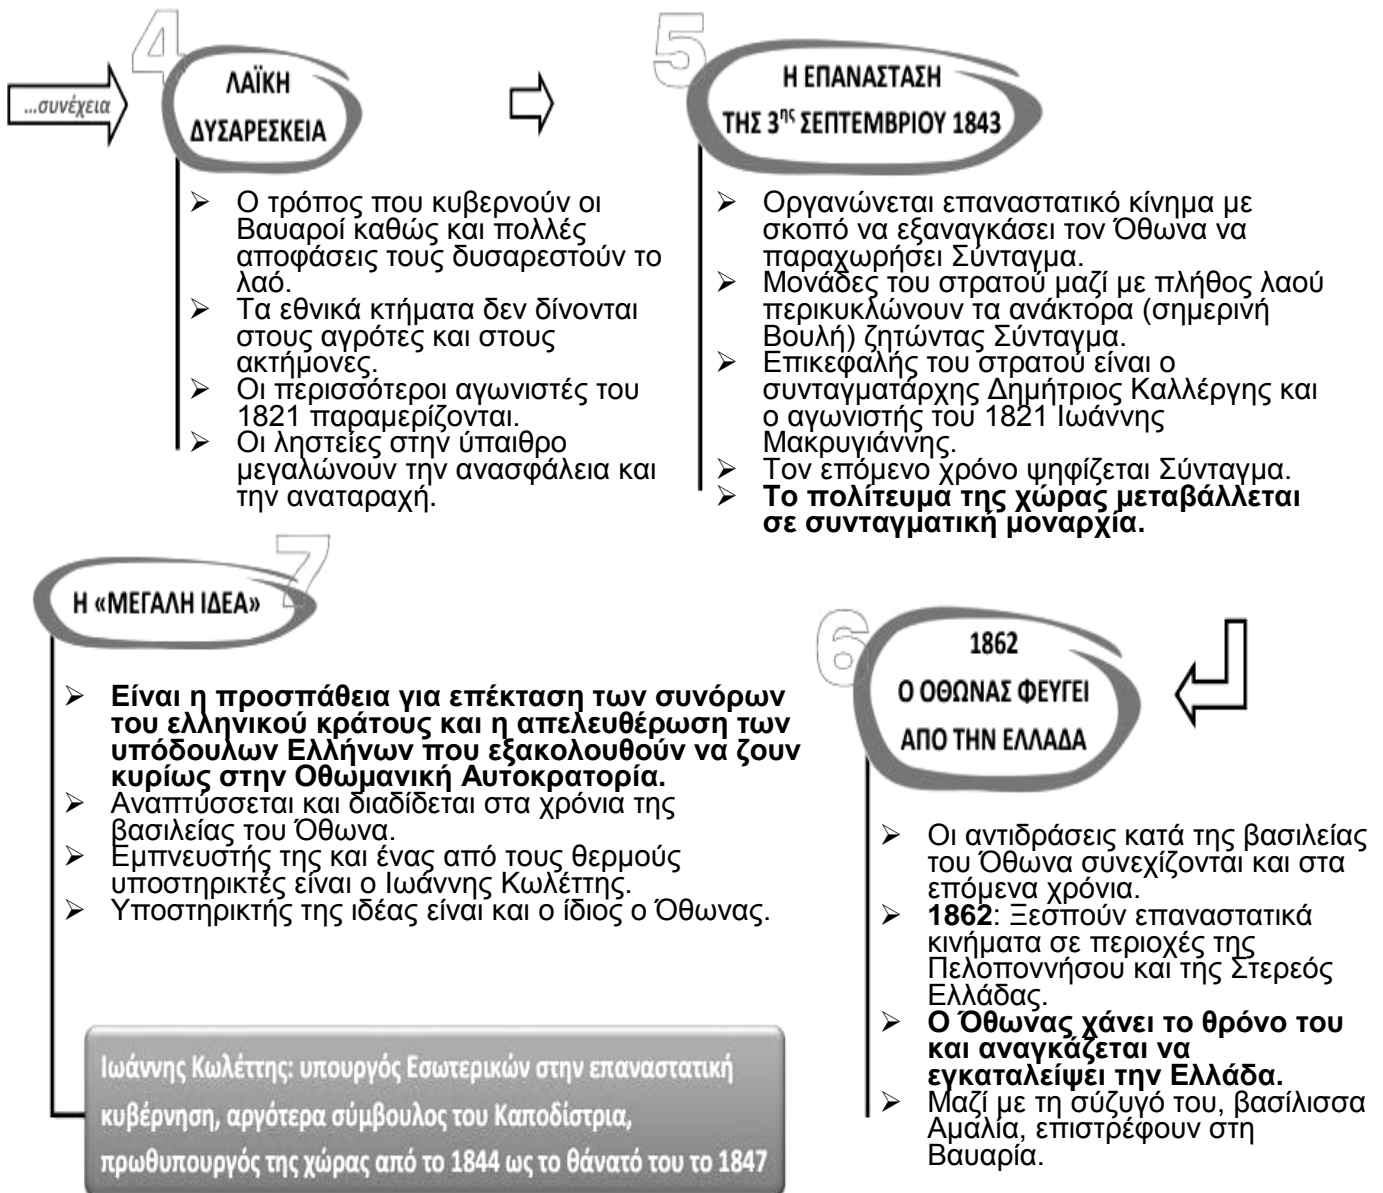 ...συνέχεια
4
ΛΑΪΚΗ
ΔΥΣΑΡΕΣΚΕΙΑ
➢ Ο τρόπος που κυβερνούν οι
Βαυαροί καθώς και πολλές
αποφάσεις τους δυσαρεστούν το
λαό.
➢ Τα εθνικά κτήματα δεν δίνονται
στους αγρότες και στους
ακτήμονες.
➢ Οι περισσότεροι αγωνιστές του
1821 παραμερίζονται.
➢ Οι ληστείες στην ύπαιθρο
μεγαλώνουν την ανασφάλεια και
την αναταραχή.
5
Η ΕΠΑΝΑΣΤΑΣΗ
ΤΗΣ 3ης ΣΕΠΤΕΜΒΡΙΟΥ 1843
➢ Οργανώνεται επαναστατικό κίνημα με
σκοπό να εξαναγκάσει τον Όθωνα να
παραχωρήσει Σύνταγμα.
➢ Μονάδες του στρατού μαζί με πλήθος λαού
περικυκλώνουν τα ανάκτορα (σημερινή
Βουλή) ζητώντας Σύνταγμα.
➢ Επικεφαλής του στρατού είναι ο
συνταγματάρχης Δημήτριος Καλλέργης και
ο αγωνιστής του 1821 Ιωάννης
Μακρυγιάννης.
➢ Τον επόμενο χρόνο ψηφίζεται Σύνταγμα.
➢ Το πολίτευμα της χώρας μεταβάλλεται
σε συνταγματική μοναρχία.
6
1862
Ο ΟΘΩΝΑΣ ΦΕΥΓΕΙ
ΑΠΟ ΤΗΝ ΕΛΛΑΔΑ
➢ Οι αντιδράσεις κατά της βασιλείας
του Όθωνα συνεχίζονται και στα
επόμενα χρόνια.
➢ 1862: Ξεσπούν επαναστατικά
κινήματα σε περιοχές της
Πελοποννήσου και της Στερεός
Ελλάδας.
➢ Ο Όθωνας χάνει το θρόνο του
και αναγκάζεται να
εγκαταλείψει την Ελλάδα.
➢ Μαζί με τη σύζυγό του, βασίλισσα
Αμαλία, επιστρέφουν στη
Βαυαρία.
7
Η «ΜΕΓΑΛΗ ΙΔΕΑ»
➢ Είναι η προσπάθεια για επέκταση των συνόρων
του ελληνικού κράτους και η απελευθέρωση των
υπόδουλων Ελλήνων που εξακολουθούν να ζουν
κυρίως στην Οθωμανική Αυτοκρατορία.
➢ Αναπτύσσεται και διαδίδεται στα χρόνια της
βασιλείας του Όθωνα.
➢ Εμπνευστής της και ένας από τους θερμούς
υποστηρικτές είναι ο Ιωάννης Κωλέττης.
➢ Υποστηρικτής της ιδέας είναι και ο ίδιος ο Όθωνας.
Ιωάννης Κωλέττης: υπουργός Εσωτερικών στην επαναστατική
κυβέρνηση, αργότερα σύμβουλος του Καποδίστρια,
πρωθυπουργός της χώρας από το 1844 ως το θάνατό του το 1847